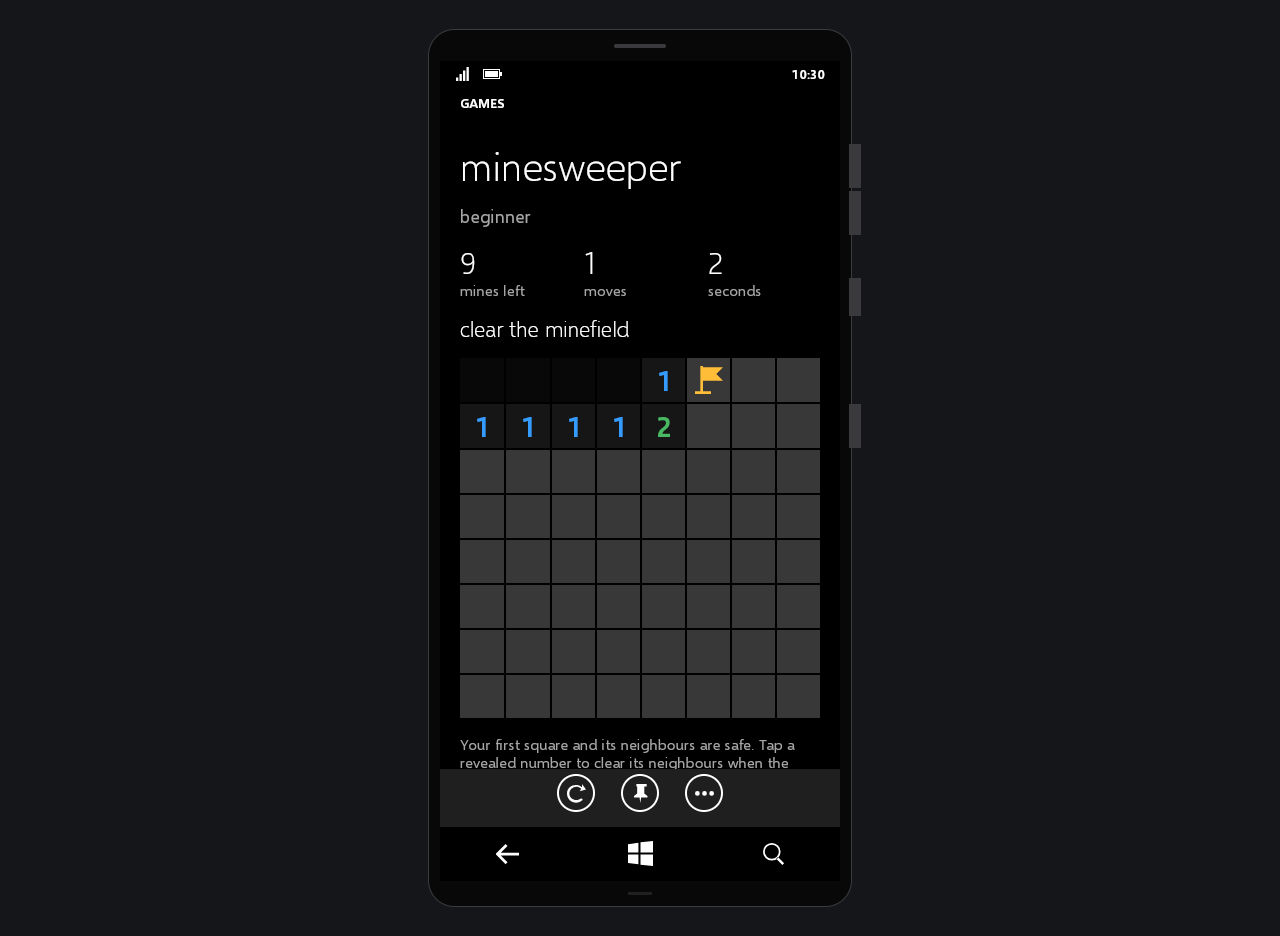 10:30
GAMES
minesweeper
beginner
9 1 2
mines left moves seconds
clear the minefield
1
1 1 1 1 2
Your first square and its neighbours are safe. Tap a
revealed number to clear its neighbours when the